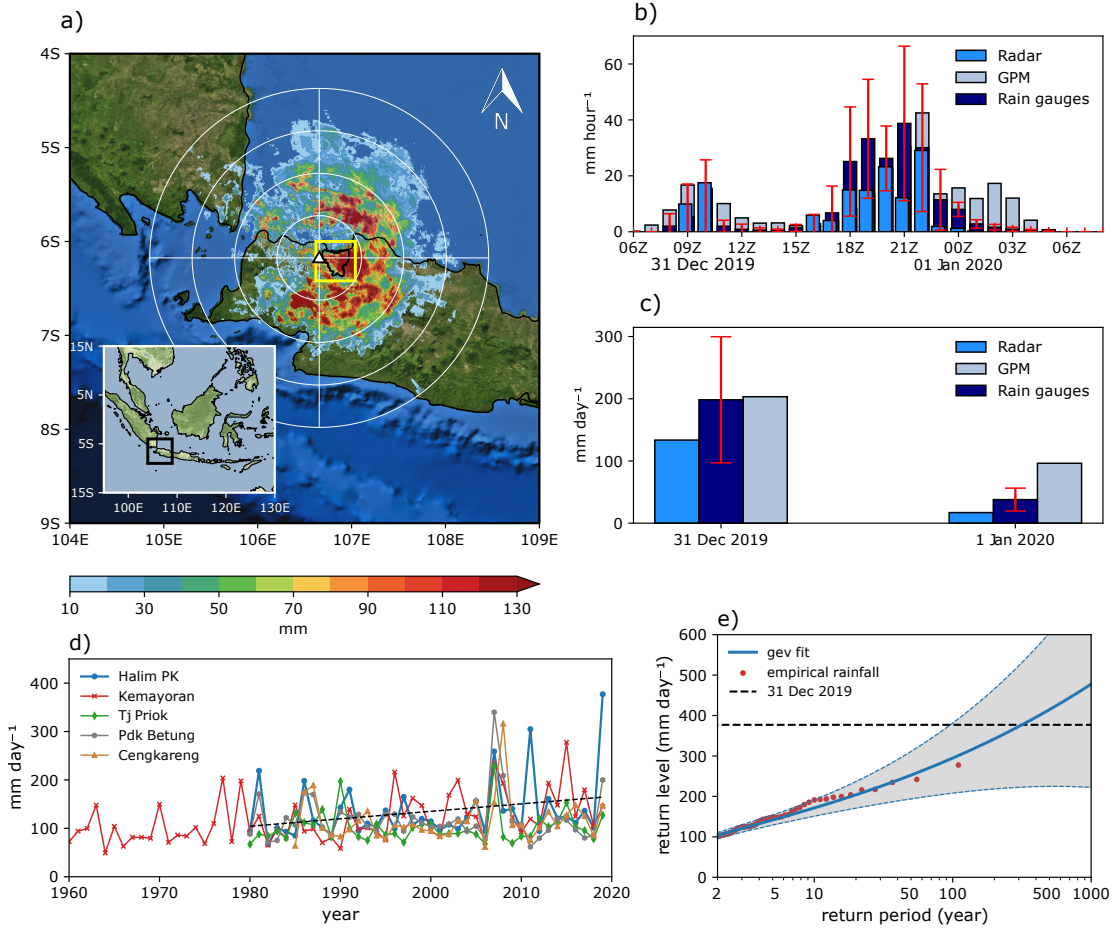 a)
4S
5S
6S
7S
8S
9S
104E 105E 106E 107E 108E 109E
N
15N
5N
5S
15S
100E 110E 120E 130E
10 30 50 70 90 110 130
mm
b)
mm hour⁻¹
60
40
20
0
Radar
GPM
Rain gauges
06Z 09Z 12Z 15Z 18Z 21Z 00Z 03Z 06Z
31 Dec 2019 01 Jan 2020
c)
mm day⁻¹
300
200
100
0
Radar
GPM
Rain gauges
31 Dec 2019 1 Jan 2020
d)
mm day⁻¹
400
300
200
100
0
Halim PK
Kemayoran
Tj Priok
Pdk Betung
Cengkareng
1960 1970 1980 1990 2000 2010 2020
year
e)
return level (mm day⁻¹)
600
500
400
300
200
100
0
gev fit
empirical rainfall
31 Dec 2019
2 5 10 50 100 500 1000
return period (year)